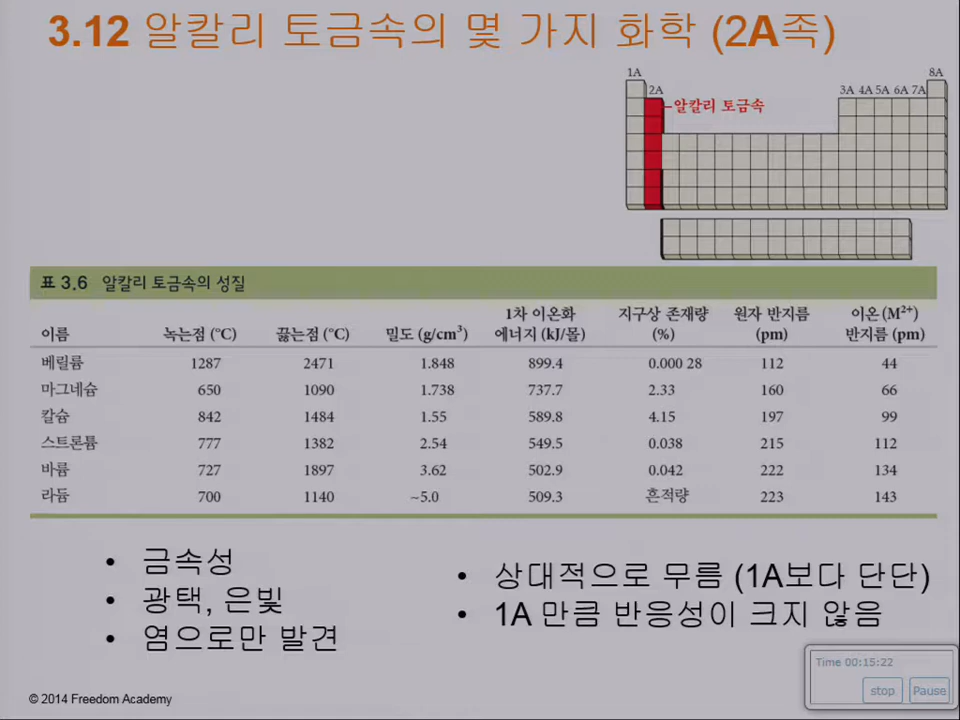 3.12 알칼리 토금속의 몇 가지 화학 (2A족)
1A 8A
2A 3A 4A 5A 6A 7A
알칼리 토금속
표 3.6 알칼리 토금속의 성질
이름 녹는점 (°C) 끓는점 (°C) 밀도 (g/cm³) 1차 이온화 에너지 (kJ/몰) 지구상 존재량 (%) 원자 반지름 (pm) 이온 (M²⁺) 반지름 (pm)
베릴륨 1287 2471 1.848 899.4 0.000 28 112 44
마그네슘 650 1090 1.738 737.7 2.33 160 66
칼슘 842 1484 1.55 589.8 4.15 197 99
스트론튬 777 1382 2.54 549.5 0.038 215 112
바륨 727 1897 3.62 502.9 0.042 222 134
라듐 700 1140 ~5.0 509.3 흔적량 223 143
• 금속성
• 광택, 은빛
• 염으로만 발견
• 상대적으로 무름 (1A보다 단단)
• 1A 만큼 반응성이 크지 않음
Time 00:15:22
stop Pause
© 2014 Freedom Academy